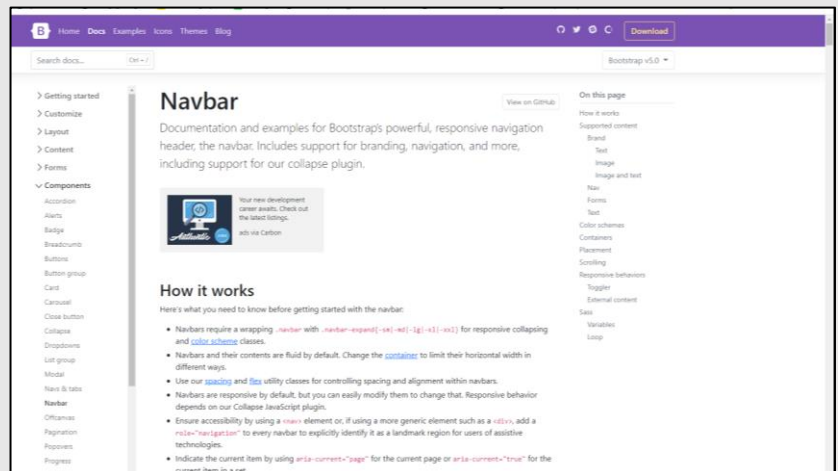 B Home Docs Examples Icons Themes Blog Download
Search docs... Ctrl + / Bootstrap v5.0
Getting started
Customize
Layout
Content
Forms
Components
Accordion
Alerts
Badge
Breadcrumb
Buttons
Button group
Card
Carousel
Close button
Collapse
Dropdowns
List group
Modal
Navs & tabs
Navbar
Offcanvas
Pagination
Popovers
Progress
Navbar
View on GitHub
Documentation and examples for Bootstrap's powerful, responsive navigation
header, the navbar. Includes support for branding, navigation, and more,
including support for our collapse plugin.
Your new development
career awaits. Check out
the latest listings.
ads via Carbon
Authentic
How it works
Here's what you need to know before getting started with the navbar:
• Navbars require a wrapping .navbar with .navbar-expand{-sm|-md|-lg|-xl|-xxl} for responsive collapsing
and color scheme classes.
• Navbars and their contents are fluid by default. Change the container to limit their horizontal width in
different ways.
• Use our spacing and flex utility classes for controlling spacing and alignment within navbars.
• Navbars are responsive by default, but you can easily modify them to change that. Responsive behavior
depends on our Collapse JavaScript plugin.
• Ensure accessibility by using a <nav> element or, if using a more generic element such as a <div>, add a
role="navigation" to every navbar to explicitly identify it as a landmark region for users of assistive
technologies.
• Indicate the current item by using aria-current="page" for the current page or aria-current="true" for the
current item in a set.
On this page
How it works
Supported content
Brand
Text
Image
Image and text
Nav
Forms
Text
Color schemes
Containers
Placement
Scrolling
Responsive behaviors
Toggler
External content
Sass
Variables
Loop